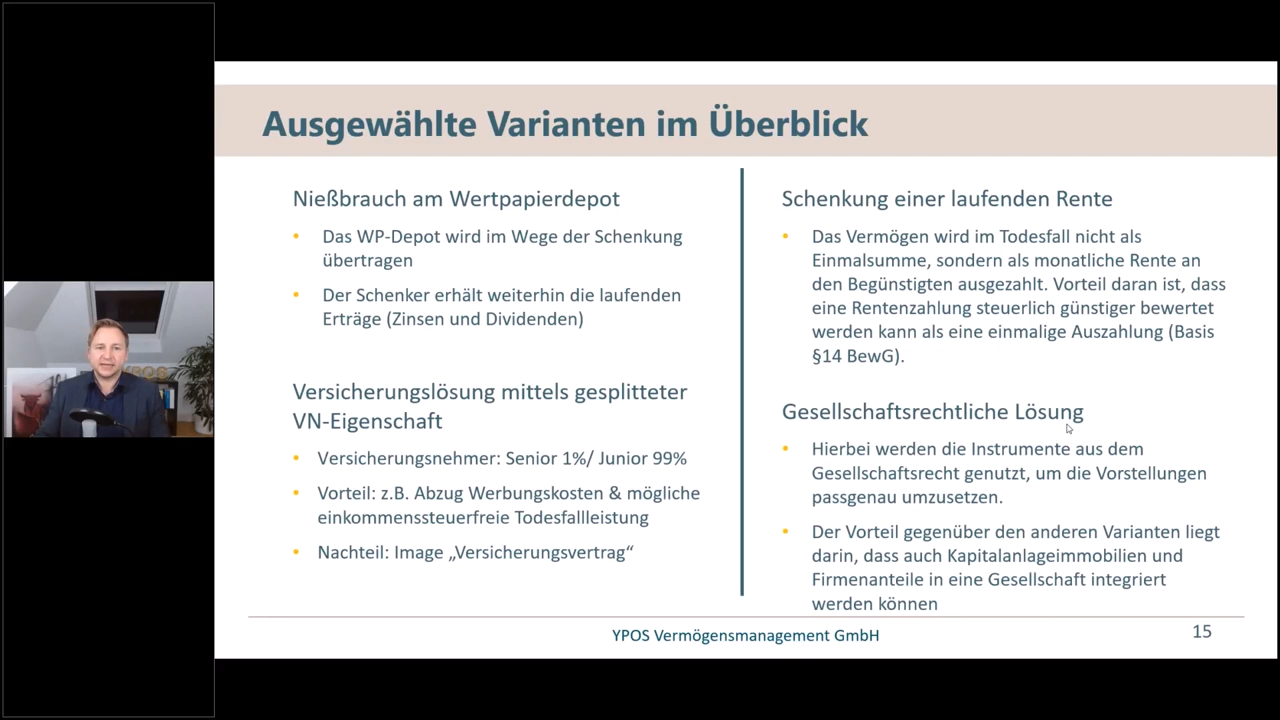 Ausgewählte Varianten im Überblick
Nießbrauch am Wertpapierdepot
• Das WP-Depot wird im Wege der Schenkung
übertragen
• Der Schenker erhält weiterhin die laufenden
Erträge (Zinsen und Dividenden)
Versicherungslösung mittels gesplitteter
VN-Eigenschaft
• Versicherungsnehmer: Senior 1%/ Junior 99%
• Vorteil: z.B. Abzug Werbungskosten & mögliche
einkommenssteuerfreie Todesfallleistung
• Nachteil: Image „Versicherungsvertrag“
Schenkung einer laufenden Rente
• Das Vermögen wird im Todesfall nicht als
Einmalsumme, sondern als monatliche Rente an
den Begünstigten ausgezahlt. Vorteil daran ist, dass
eine Rentenzahlung steuerlich günstiger bewertet
werden kann als eine einmalige Auszahlung (Basis
§14 BewG).
Gesellschaftsrechtliche Lösung
• Hierbei werden die Instrumente aus dem
Gesellschaftsrecht genutzt, um die Vorstellungen
passgenau umzusetzen.
• Der Vorteil gegenüber den anderen Varianten liegt
darin, dass auch Kapitalanlageimmobilien und
Firmenanteile in eine Gesellschaft integriert
werden können
YPOS Vermögensmanagement GmbH
15
YPOS